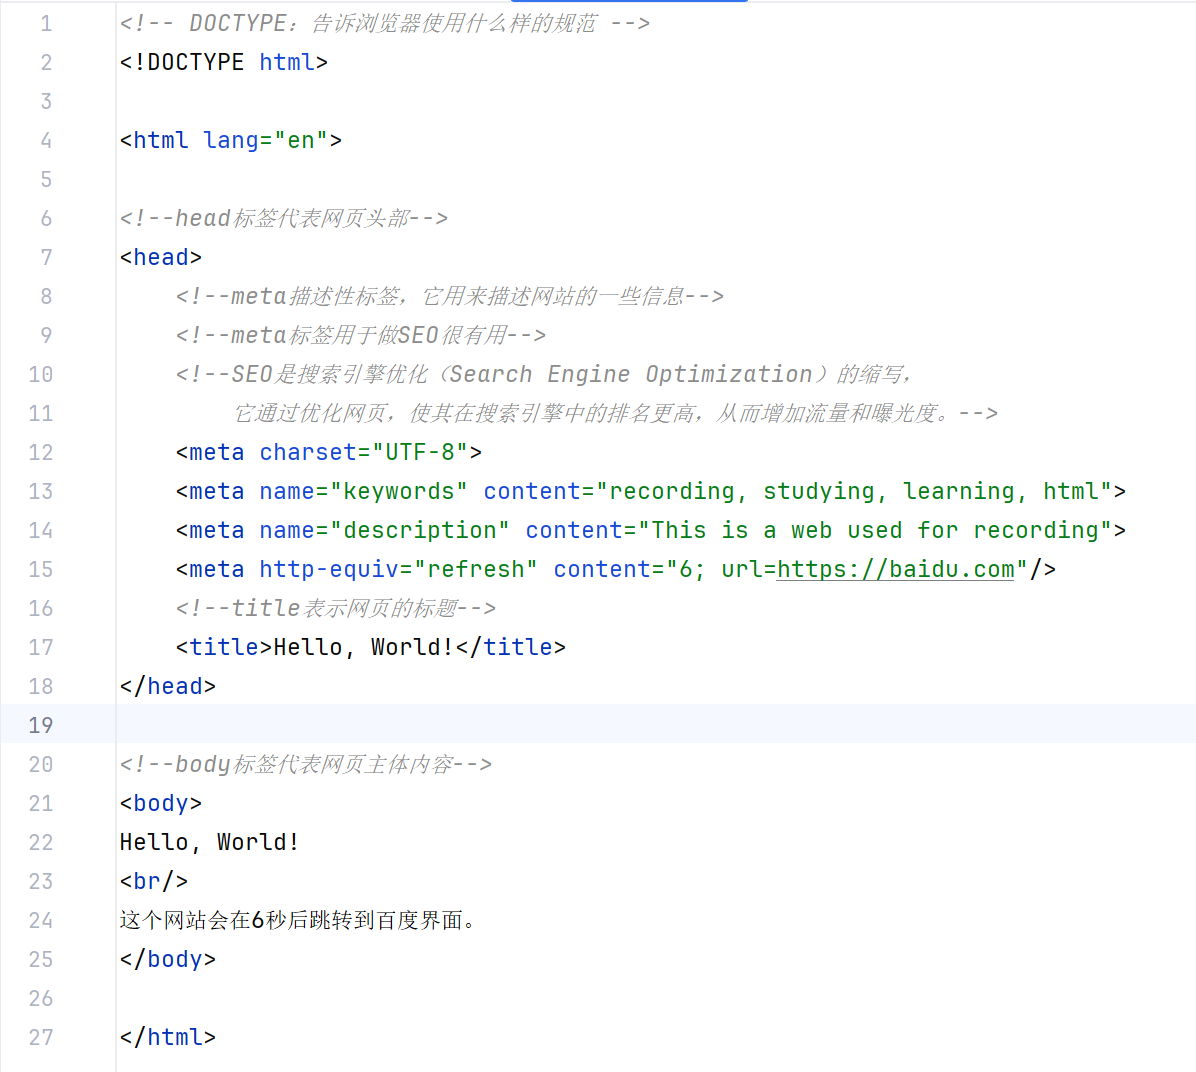 1 <!-- DOCTYPE：告诉浏览器使用什么样的规范 -->
2 <!DOCTYPE html>
3
4 <html lang="en">
5
6 <!--head标签代表网页头部-->
7 <head>
8     <!--meta描述性标签，它用来描述网站的一些信息-->
9     <!--meta标签用于做SEO很有用-->
10     <!--SEO是搜索引擎优化（Search Engine Optimization）的缩写，
11         它通过优化网页，使其在搜索引擎中的排名更高，从而增加流量和曝光度。-->
12     <meta charset="UTF-8">
13     <meta name="keywords" content="recording, studying, learning, html">
14     <meta name="description" content="This is a web used for recording">
15     <meta http-equiv="refresh" content="6; url=https://baidu.com"/>
16     <!--title表示网页的标题-->
17     <title>Hello, World!</title>
18 </head>
19
20 <!--body标签代表网页主体内容-->
21 <body>
22 Hello, World!
23 <br/>
24 这个网站会在6秒后跳转到百度界面。
25 </body>
26
27 </html>